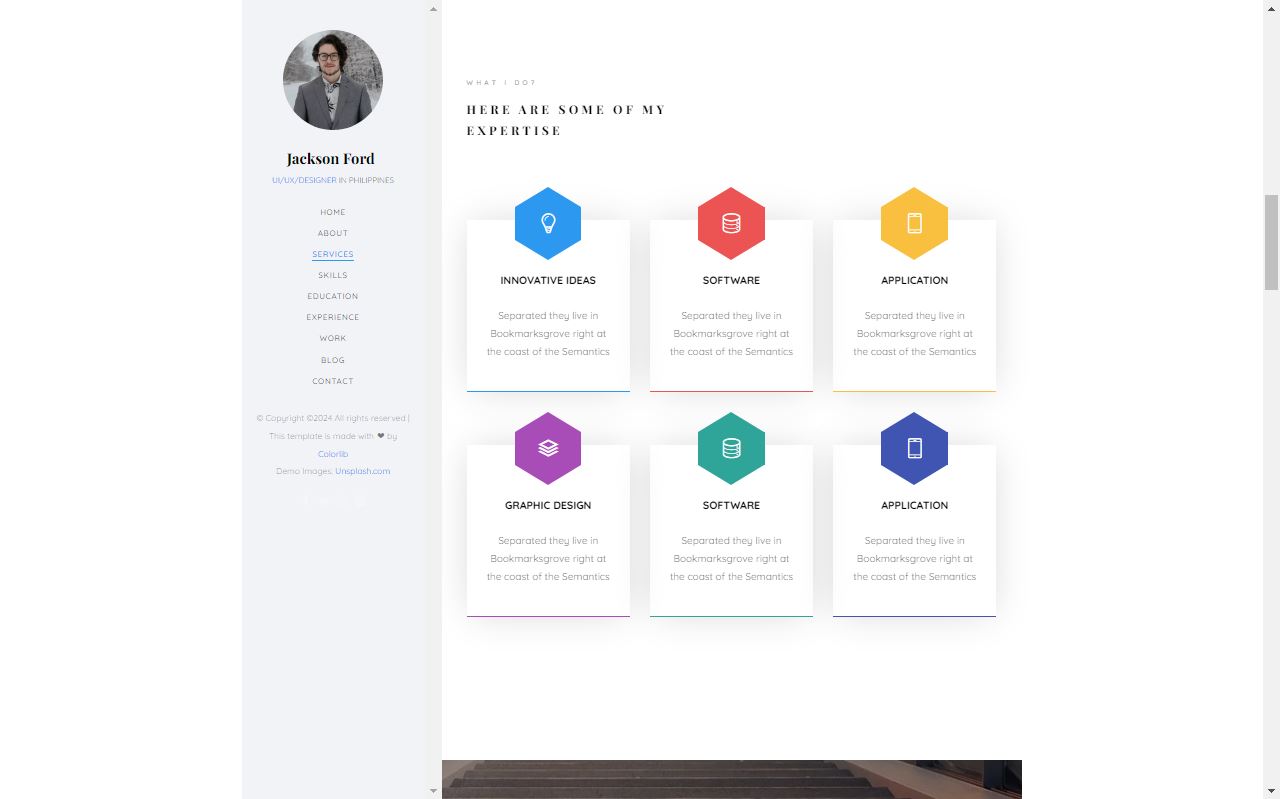 Jackson Ford
UI/UX/DESIGNER IN PHILIPPINES
HOME
ABOUT
SERVICES
SKILLS
EDUCATION
EXPERIENCE
WORK
BLOG
CONTACT
© Copyright ©2024 All rights reserved |
This template is made with ❤ by
Colorlib
Demo Images: Unsplash.com
WHAT I DO?
HERE ARE SOME OF MY
EXPERTISE
INNOVATIVE IDEAS
Separated they live in
Bookmarksgrove right at
the coast of the Semantics
SOFTWARE
Separated they live in
Bookmarksgrove right at
the coast of the Semantics
APPLICATION
Separated they live in
Bookmarksgrove right at
the coast of the Semantics
GRAPHIC DESIGN
Separated they live in
Bookmarksgrove right at
the coast of the Semantics
SOFTWARE
Separated they live in
Bookmarksgrove right at
the coast of the Semantics
APPLICATION
Separated they live in
Bookmarksgrove right at
the coast of the Semantics